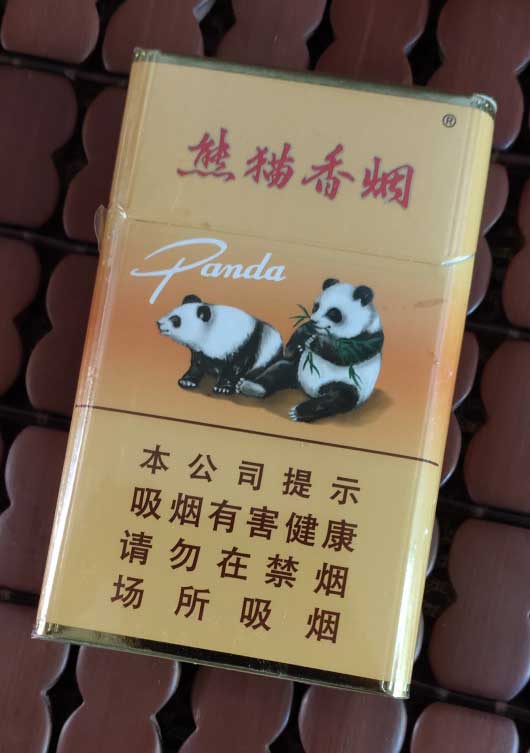 熊猫香烟 ®
Panda
本公司提示
吸烟有害健康
请勿在禁烟
场所吸烟